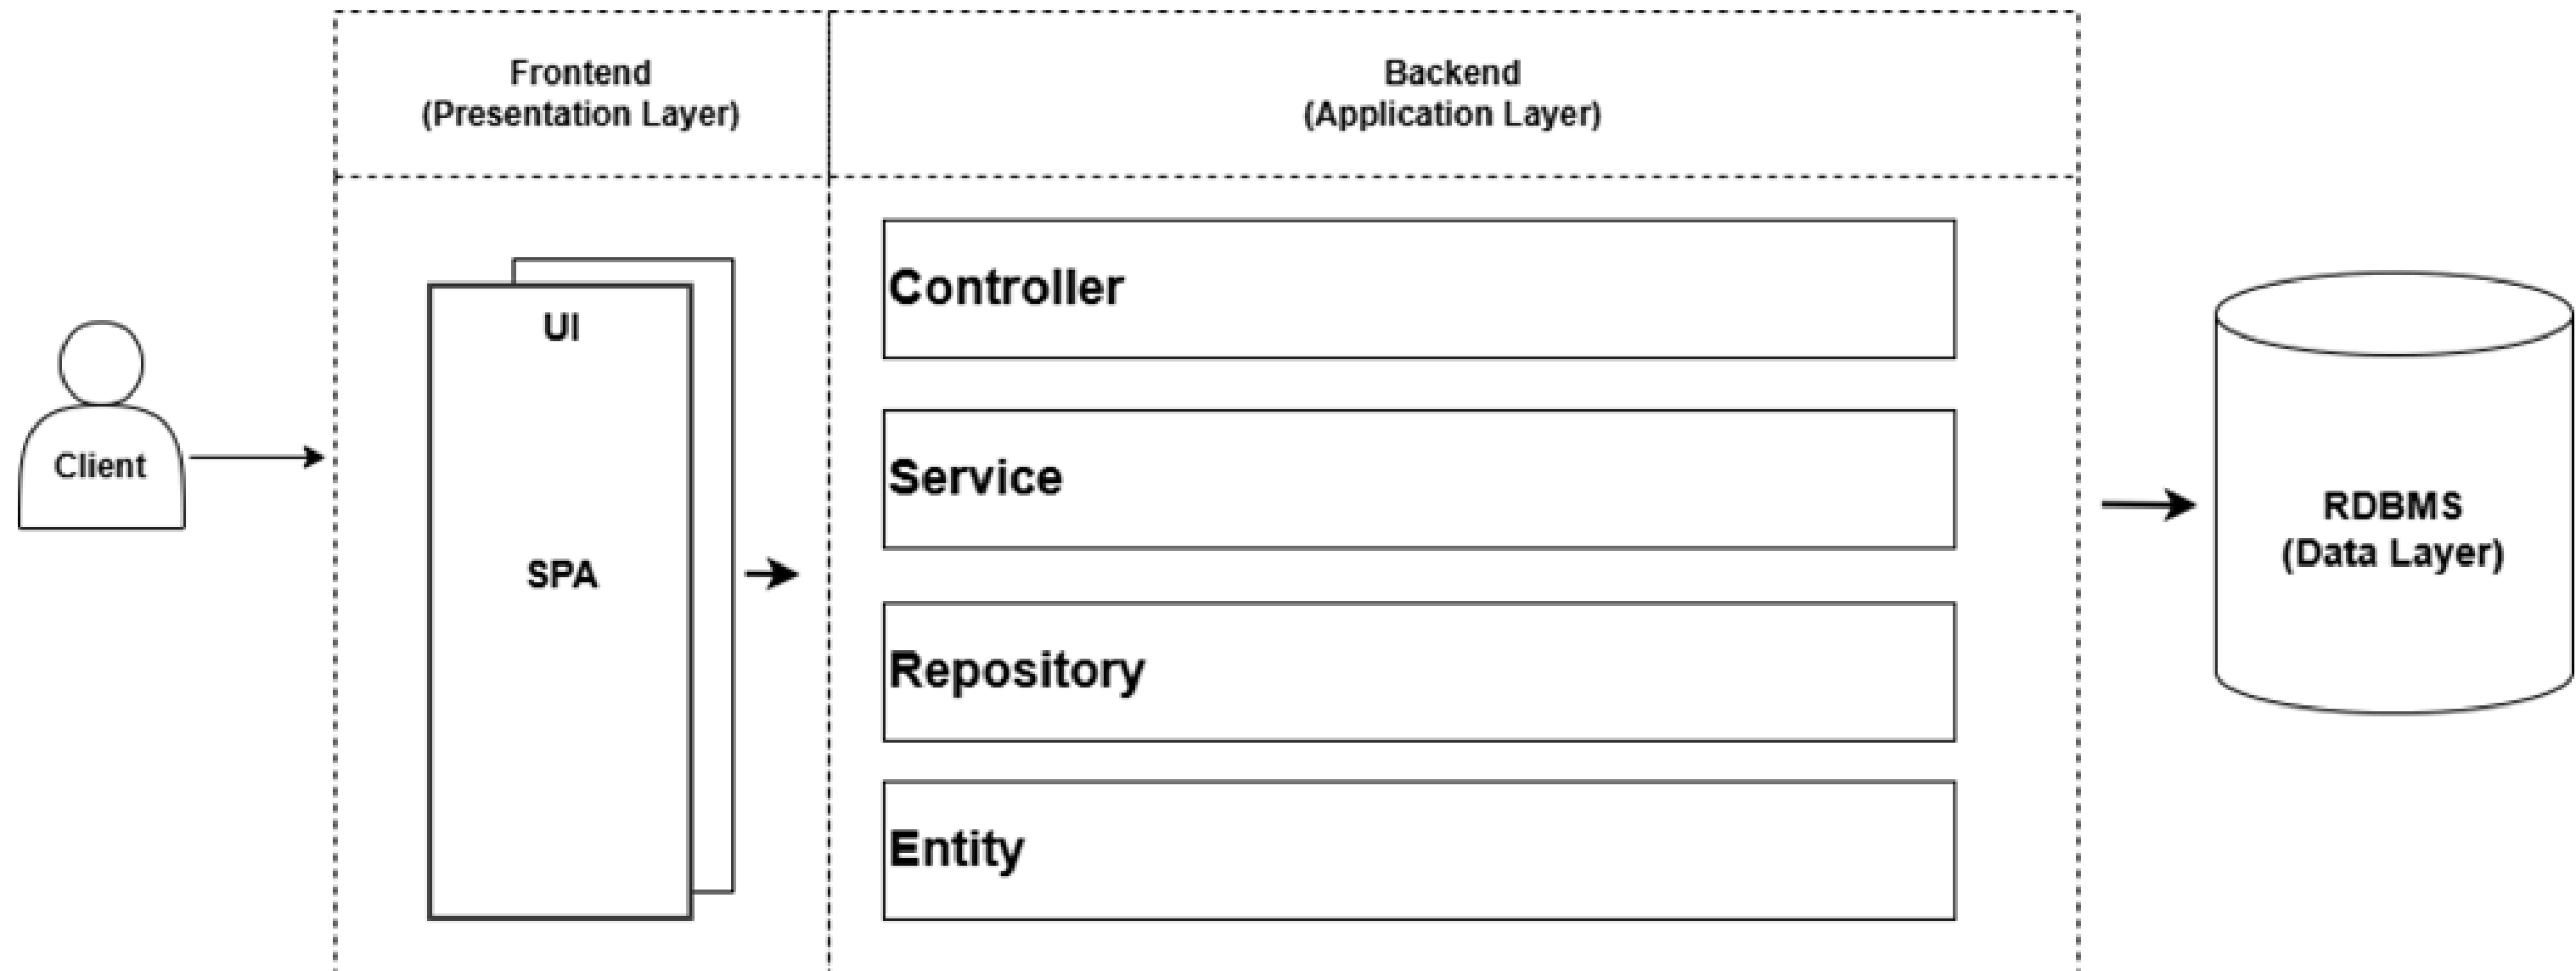 Frontend
(Presentation Layer)
Backend
(Application Layer)
Client
UI
SPA
Controller
Service
Repository
Entity
RDBMS
(Data Layer)